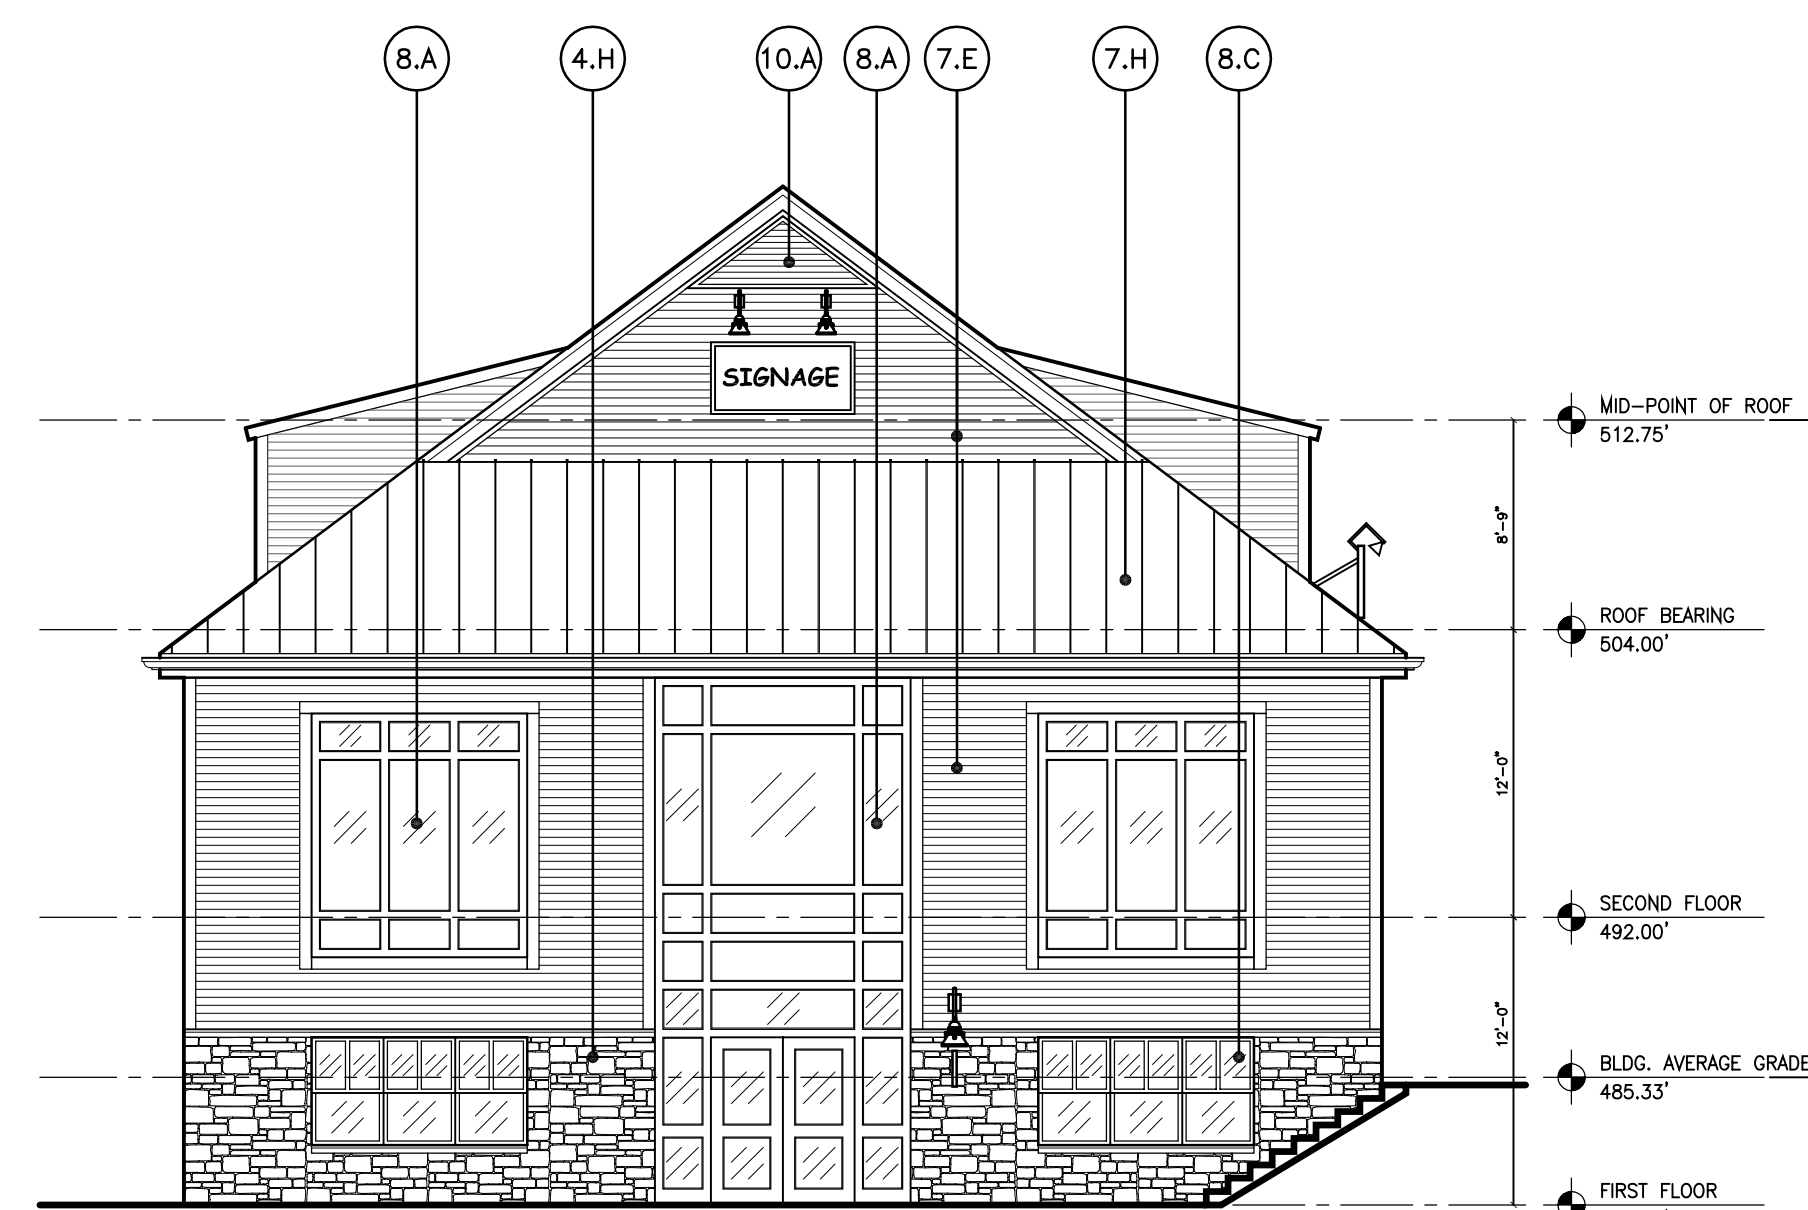 8.A 4.H 10.A 8.A 7.E 7.H 8.C
SIGNAGE
MID-POINT OF ROOF
512.75'
8'-9"
ROOF BEARING
504.00'
12'-0"
SECOND FLOOR
492.00'
12'-0"
BLDG. AVERAGE GRADE
485.33'
FIRST FLOOR